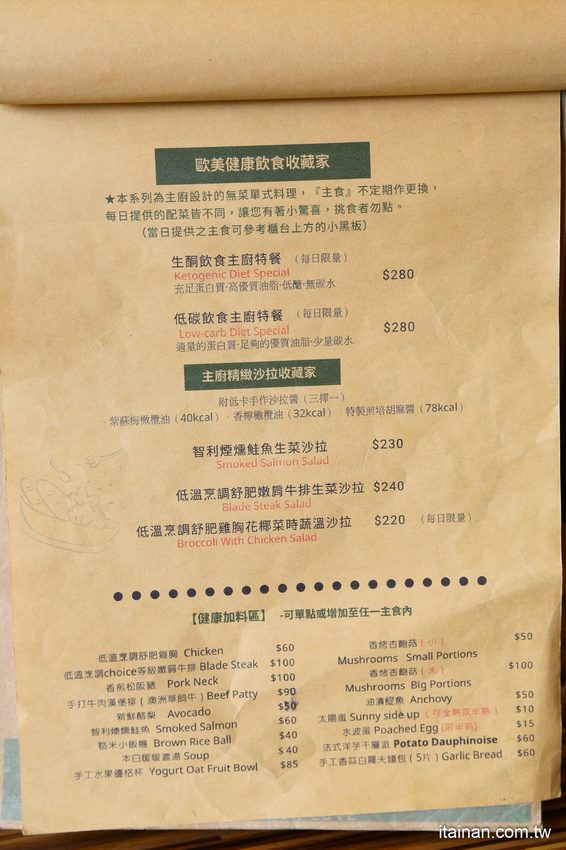 歐美健康飲食收藏家
★本系列為主廚設計的無菜單式料理，『主食』不定期作更換，
每日提供的配菜皆不同，讓您有著小驚喜，挑食者勿點。
（當日提供之主食可參考櫃台上方的小黑板）
生酮飲食主廚特餐 （每日限量）
Ketogenic Diet Special $280
充足蛋白質·高優質油脂·低醣·無碳水
低碳飲食主廚特餐 （每日限量）
Low-carb Diet Special $280
適量的蛋白質·足夠的優質油脂·少量碳水
主廚精緻沙拉收藏家
附低卡手作沙拉醬（三擇一）
紫蘇梅橄欖油（40kcal）·香檸橄欖油（32kcal）·特製煎焙胡麻醬（78kcal）
智利煙燻鮭魚生菜沙拉 $230
Smoked Salmon Salad
低溫烹調舒肥嫩肩牛排生菜沙拉 $240
Blade Steak Salad
低溫烹調舒肥雞胸花椰菜時蔬溫沙拉 $220 （每日限量）
Broccoli With Chicken Salad
【健康加料區】 -可單點或增加至任一主食內
低溫烹調舒肥雞胸 Chicken $60
低溫烹調choice等級嫩肩牛排 Blade Steak $100
香煎松阪豬 Pork Neck $100
手打牛肉漢堡排（澳洲草飼牛）Beef Patty $90
新鮮酪梨 Avocado $50
智利煙燻鮭魚 Smoked Salmon $60
糙米小飯糰 Brown Rice Ball $40
本日暖暖濃湯 Soup $40
手工水果優格杯 Yogurt Oat Fruit Bowl $85
香烤杏鮑菇（小） $50
Mushrooms Small Portions
香烤杏鮑菇（大） $100
Mushrooms Big Portions
油漬鯷魚 Anchovy $50
太陽蛋 Sunny side up （可全熟或半熟） $10
水波蛋 Poached Egg (需半熟) $15
法式洋芋千層派 Potato Dauphinoise $60
手工香蒜白羅夫麵包（5片）Garlic Bread $60
itainan.com.tw